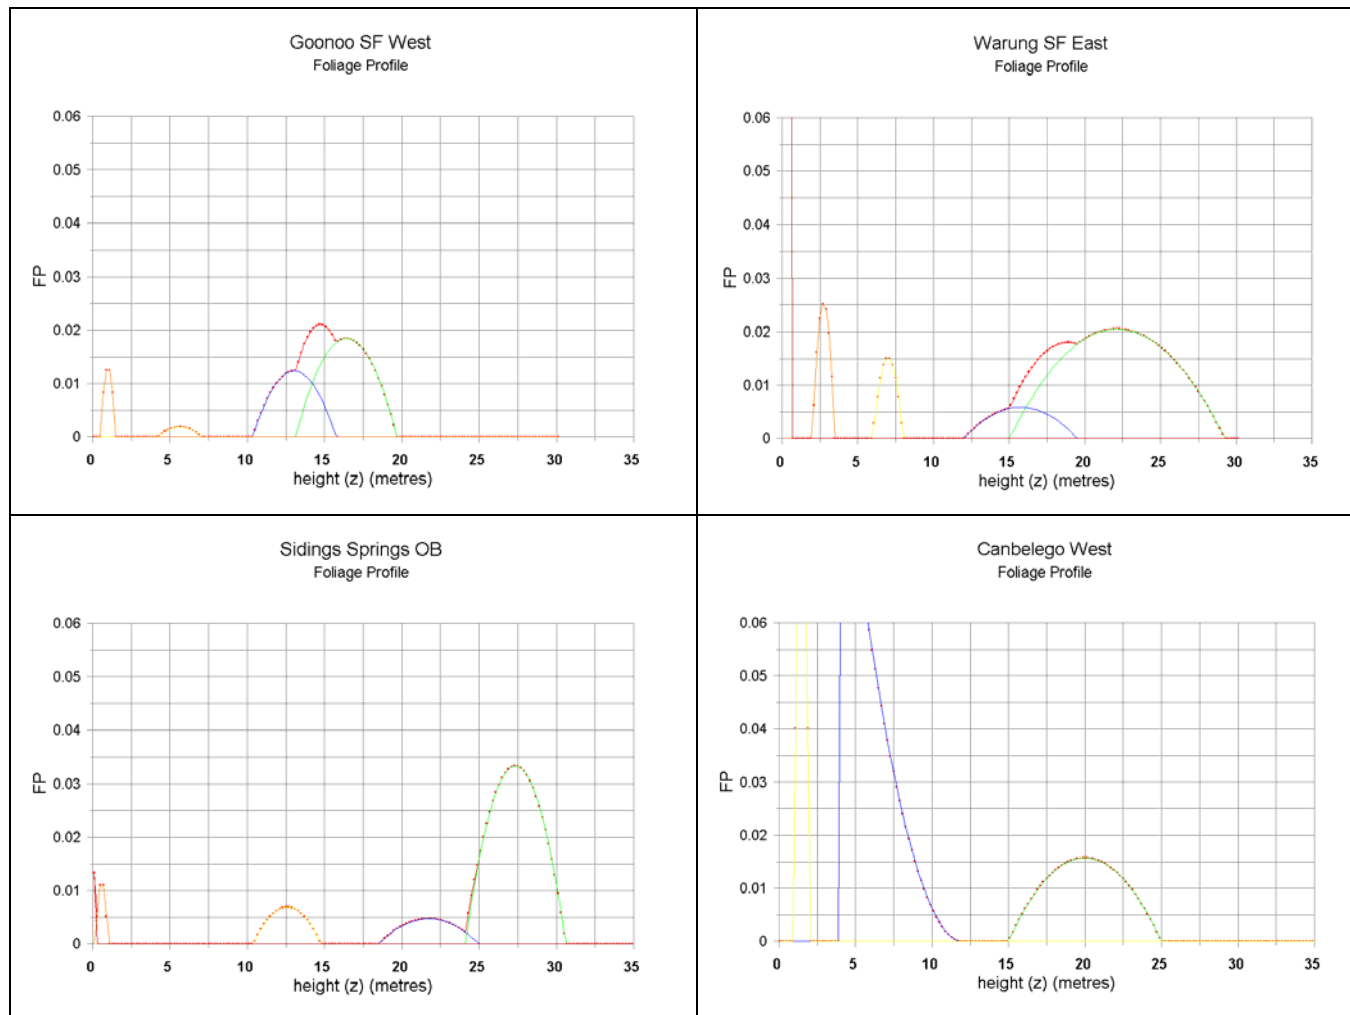 Goonoo SF West
Foliage Profile
0.06
0.05
0.04
0.03
0.02
0.01
0
FP
0 5 10 15 20 25 30 35
height (z) (metres)
Warung SF East
Foliage Profile
0.06
0.05
0.04
0.03
0.02
0.01
0
FP
0 5 10 15 20 25 30 35
height (z) (metres)
Sidings Springs OB
Foliage Profile
0.06
0.05
0.04
0.03
0.02
0.01
0
FP
0 5 10 15 20 25 30 35
height (z) (metres)
Canbelego West
Foliage Profile
0.06
0.05
0.04
0.03
0.02
0.01
0
FP
0 5 10 15 20 25 30 35
height (z) (metres)